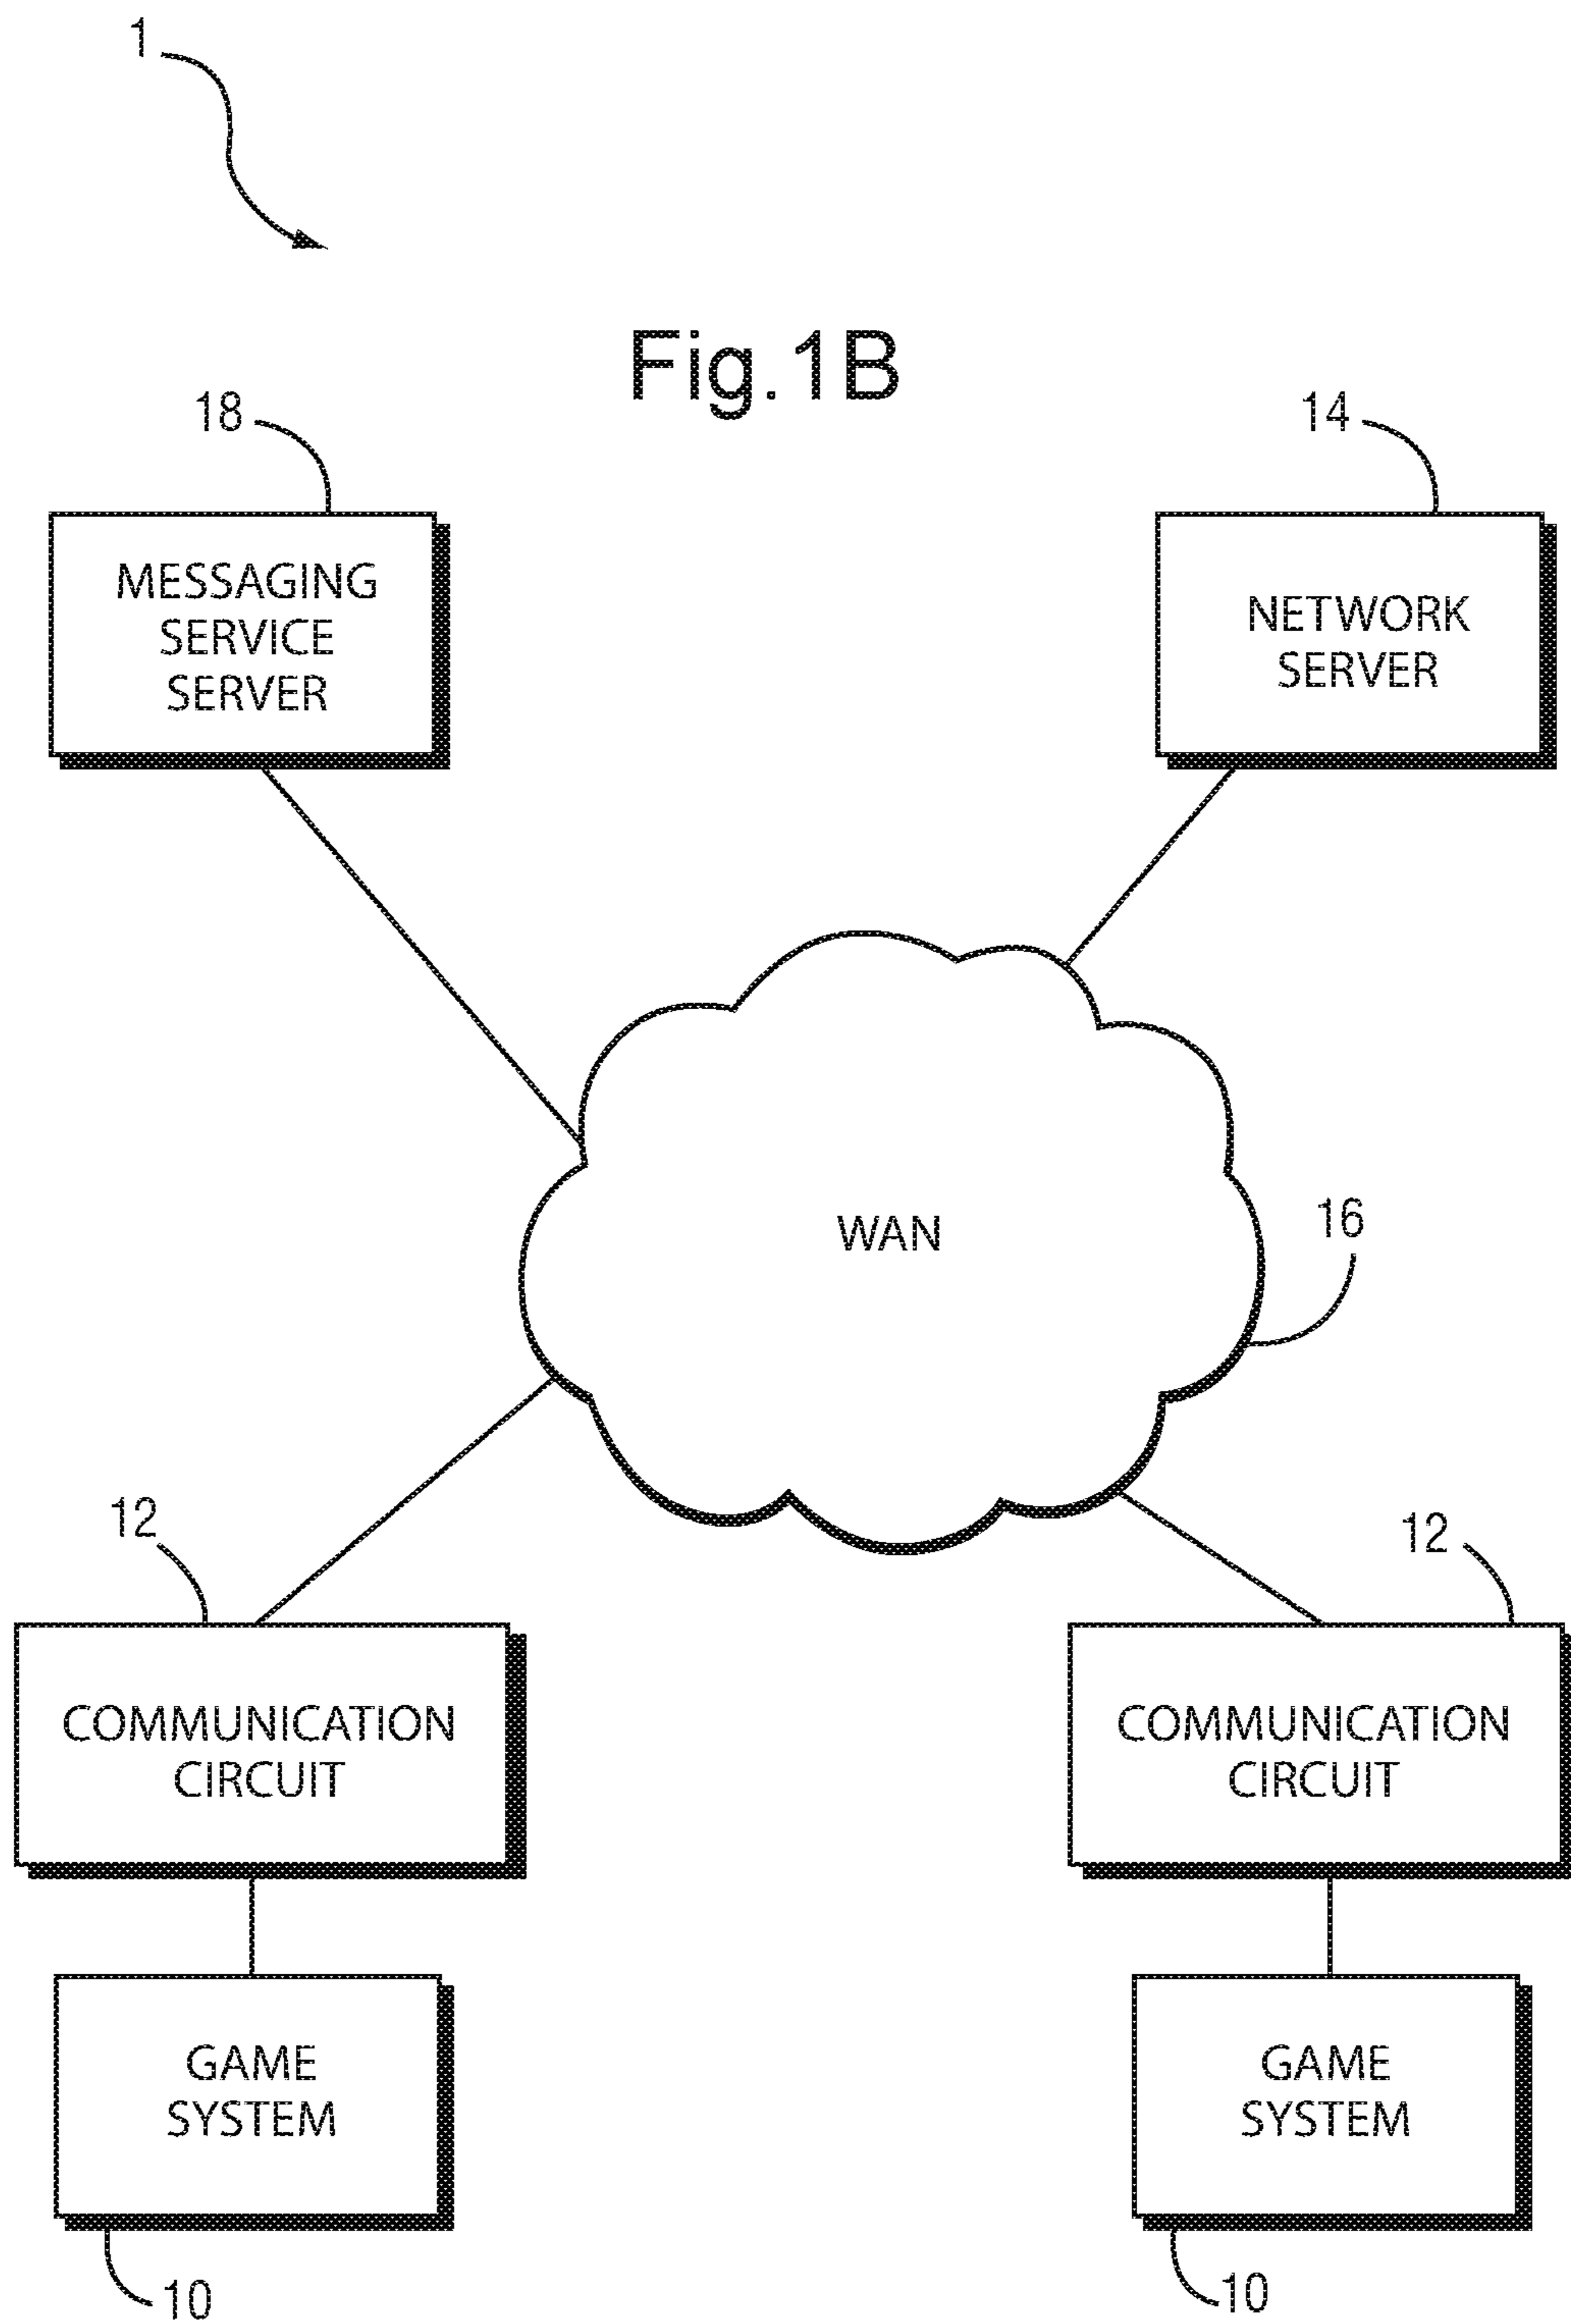 1
Fig.1B
18
14
MESSAGING
SERVICE
SERVER
NETWORK
SERVER
WAN
16
12
12
COMMUNICATION
CIRCUIT
COMMUNICATION
CIRCUIT
GAME
SYSTEM
GAME
SYSTEM
10
10